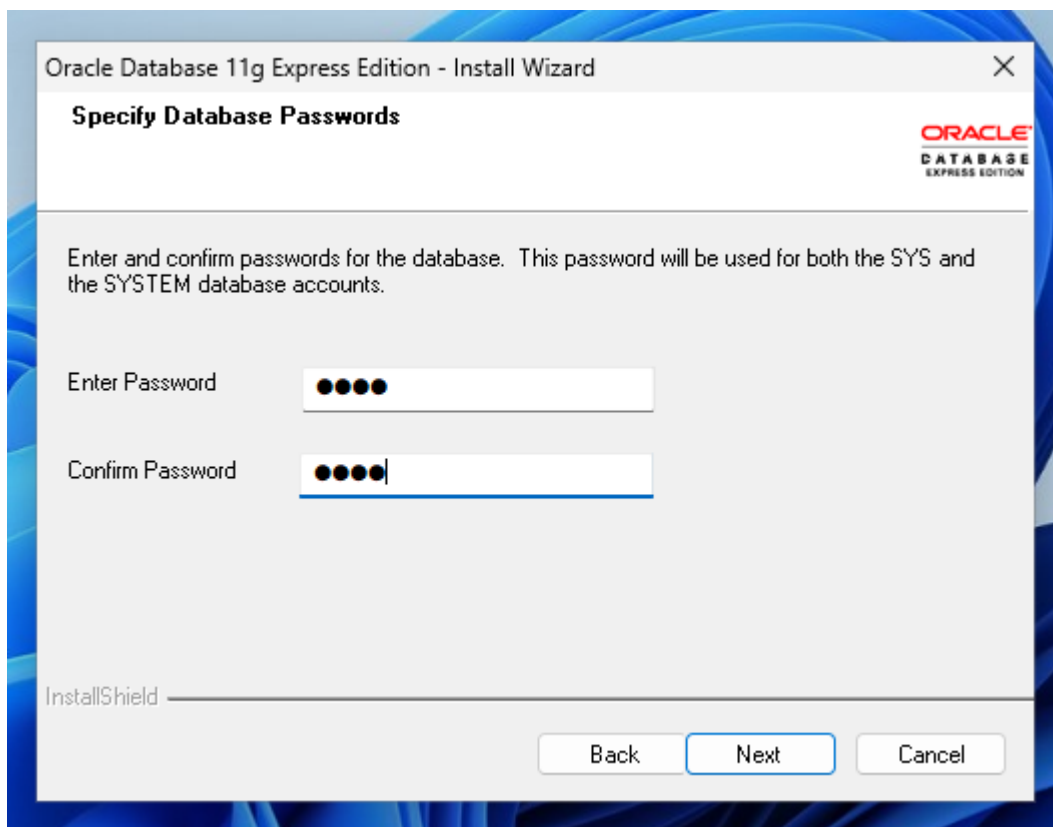 Oracle Database 11g Express Edition - Install Wizard
Specify Database Passwords
ORACLE
DATABASE
EXPRESS EDITION
Enter and confirm passwords for the database. This password will be used for both the SYS and
the SYSTEM database accounts.
Enter Password
Confirm Password
InstallShield
Back Next Cancel